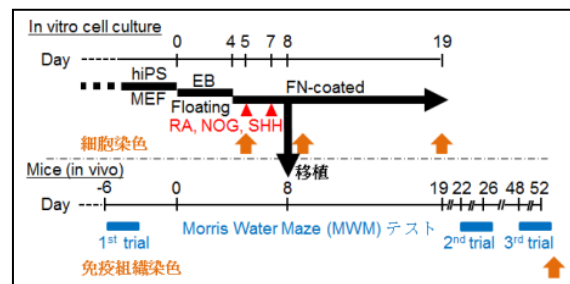 In vitro cell culture
0 4 5 7 8 19
Day
hiPS EB FN-coated
MEF Floating
RA, NOG, SHH
細胞染色
移植
Mice (in vivo)
-6 0 8 19 22 26 48 52
Day
Morris Water Maze (MWM) テスト
1st trial 2nd trial 3rd trial
免疫組織染色